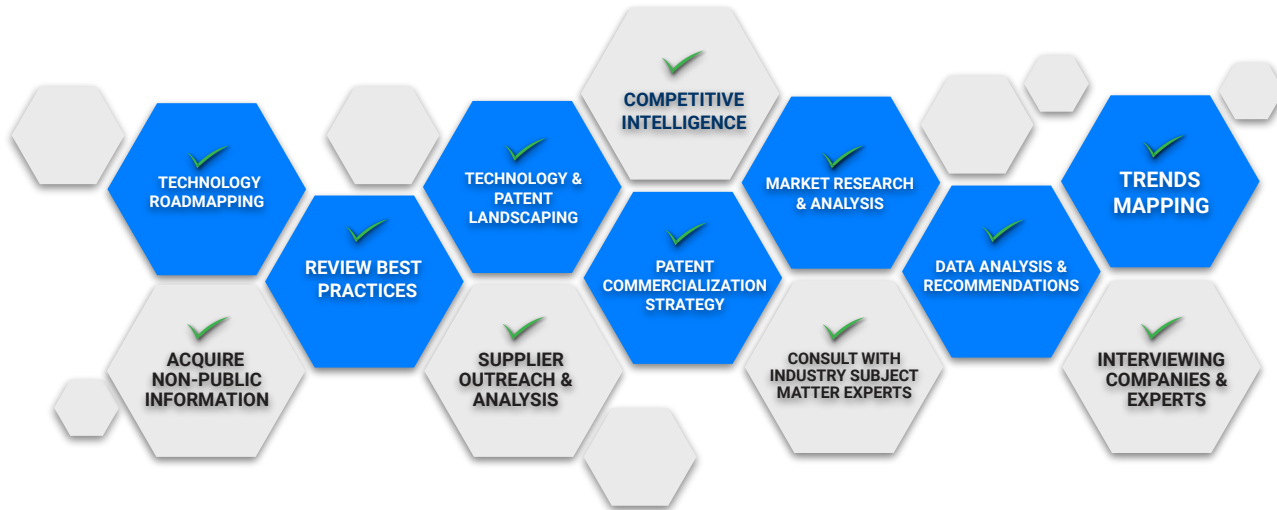 COMPETITIVE
INTELLIGENCE
TECHNOLOGY
ROADMAPPING
TECHNOLOGY &
PATENT
LANDSCAPING
MARKET RESEARCH
& ANALYSIS
TRENDS
MAPPING
REVIEW BEST
PRACTICES
PATENT
COMMERCIALIZATION
STRATEGY
DATA ANALYSIS &
RECOMMENDATIONS
ACQUIRE
NON-PUBLIC
INFORMATION
SUPPLIER
OUTREACH &
ANALYSIS
CONSULT WITH
INDUSTRY SUBJECT
MATTER EXPERTS
INTERVIEWING
COMPANIES &
EXPERTS